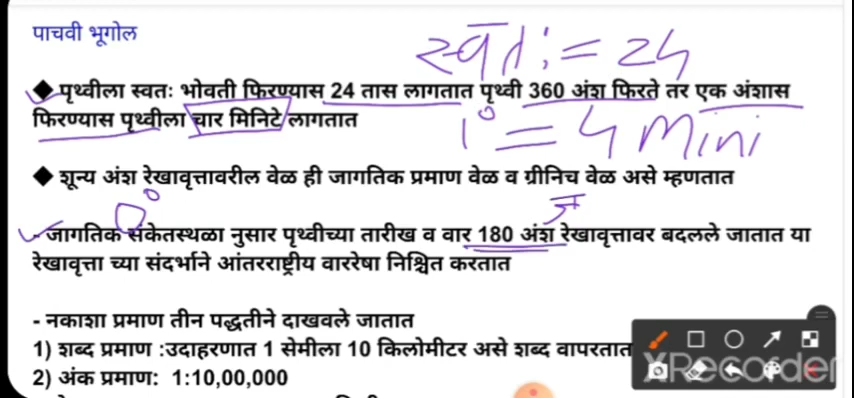 पाचवी भूगोल
स्वतः = 24
◆ पृथ्वीला स्वतः भोवती फिरण्यास 24 तास लागतात पृथ्वी 360 अंश फिरते तर एक अंशास
फिरण्यास पृथ्वीला चार मिनिटे लागतात
1° = 4 Mini
◆ शून्य अंश रेखावृत्तावरील वेळ ही जागतिक प्रमाण वेळ व ग्रीनिच वेळ असे म्हणतात
0°
- जागतिक संकेतस्थळा नुसार पृथ्वीच्या तारीख व वार 180 अंश रेखावृत्तावर बदलले जातात या
रेखावृत्ता च्या संदर्भाने आंतरराष्ट्रीय वाररेषा निश्चित करतात
- नकाशा प्रमाण तीन पद्धतीने दाखवले जातात
1) शब्द प्रमाण :उदाहरणात 1 सेमीला 10 किलोमीटर असे शब्द वापरतात
2) अंक प्रमाण: 1:10,00,000
XRecorder